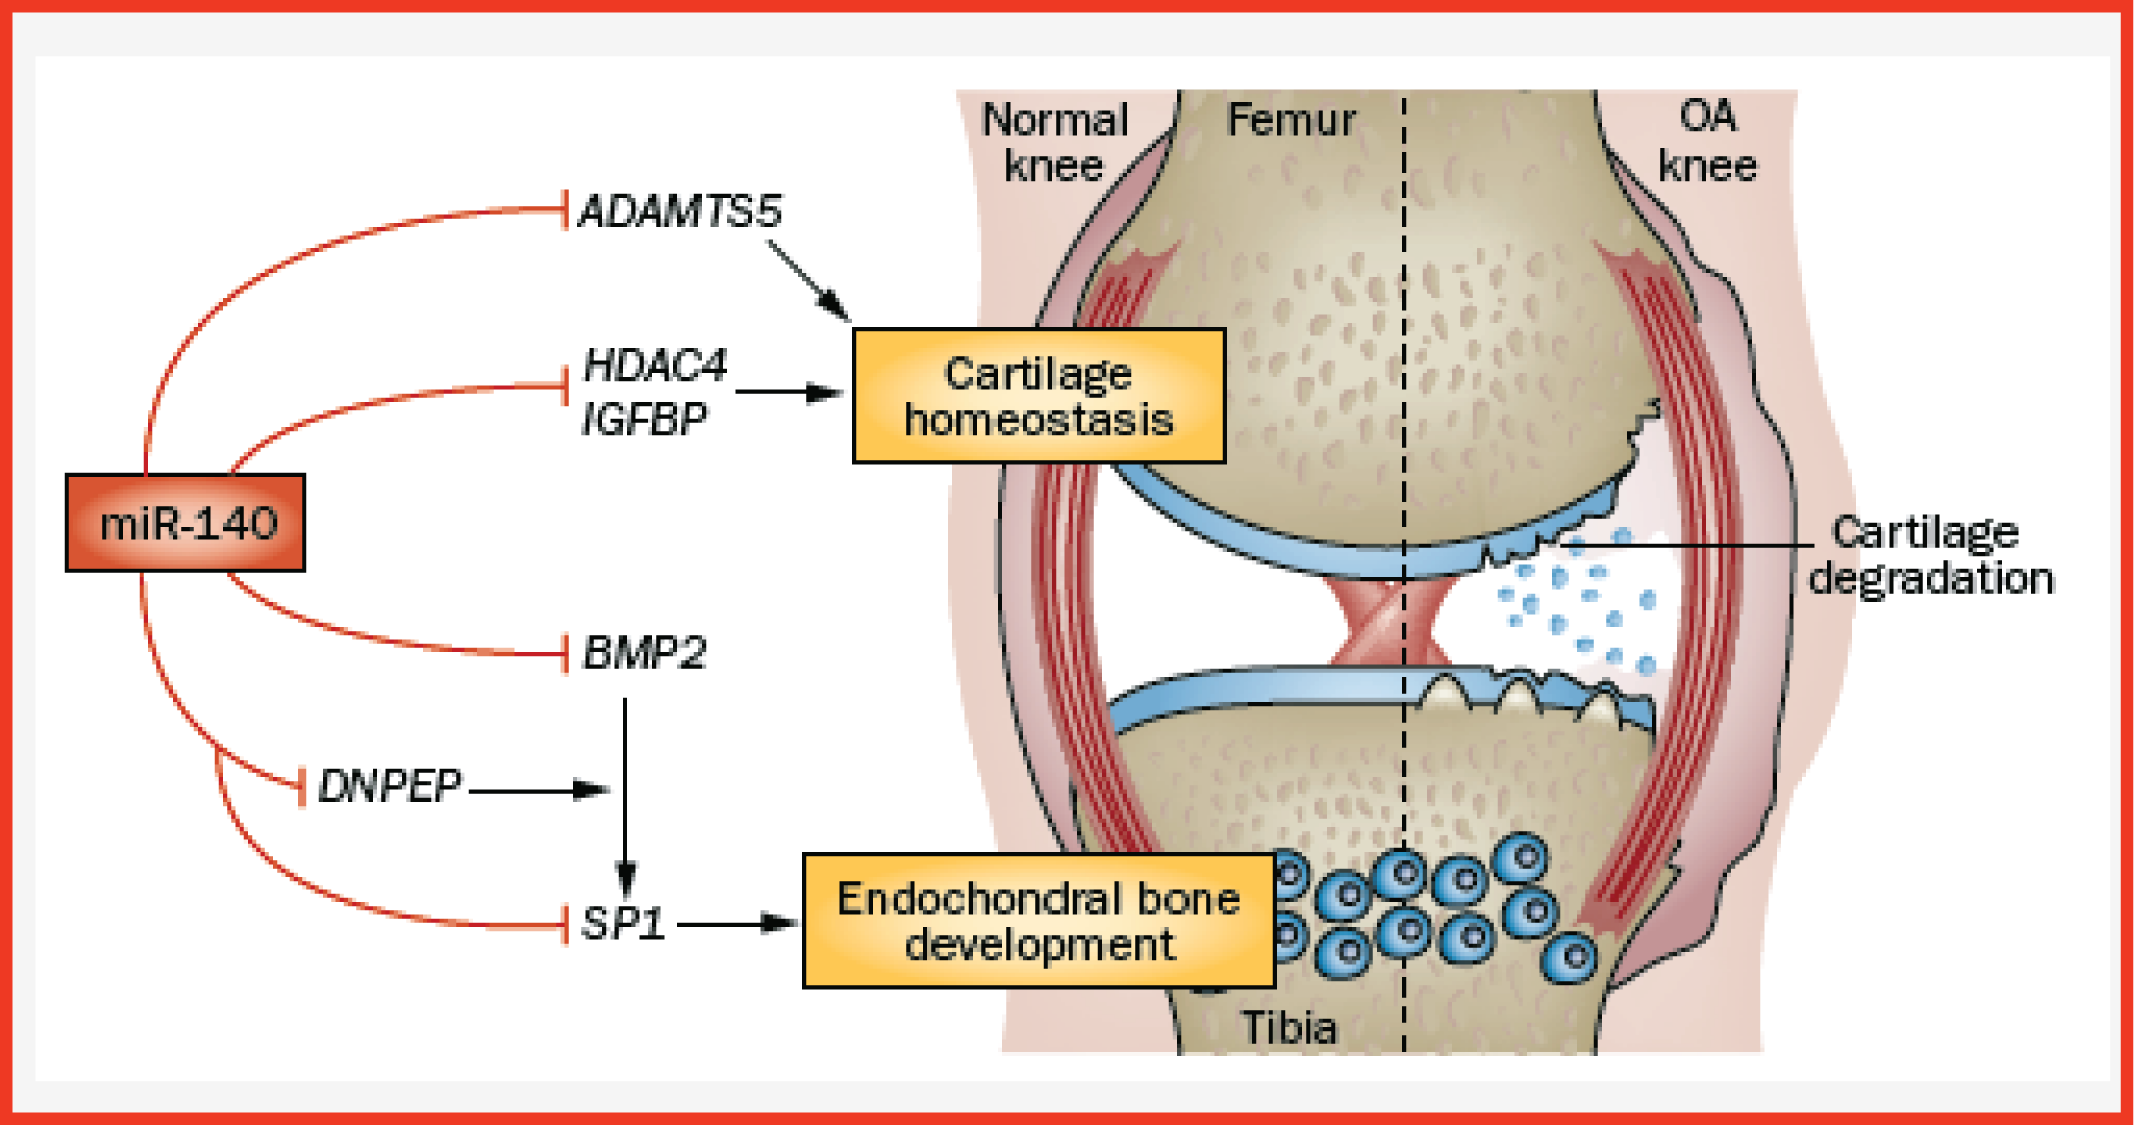 Normal
knee
Femur
OA
knee
ADAMTS5
HDAC4
IGFBP
Cartilage
homeostasis
miR-140
Cartilage
degradation
BMP2
DNPEP
SP1
Endochondral bone
development
Tibia